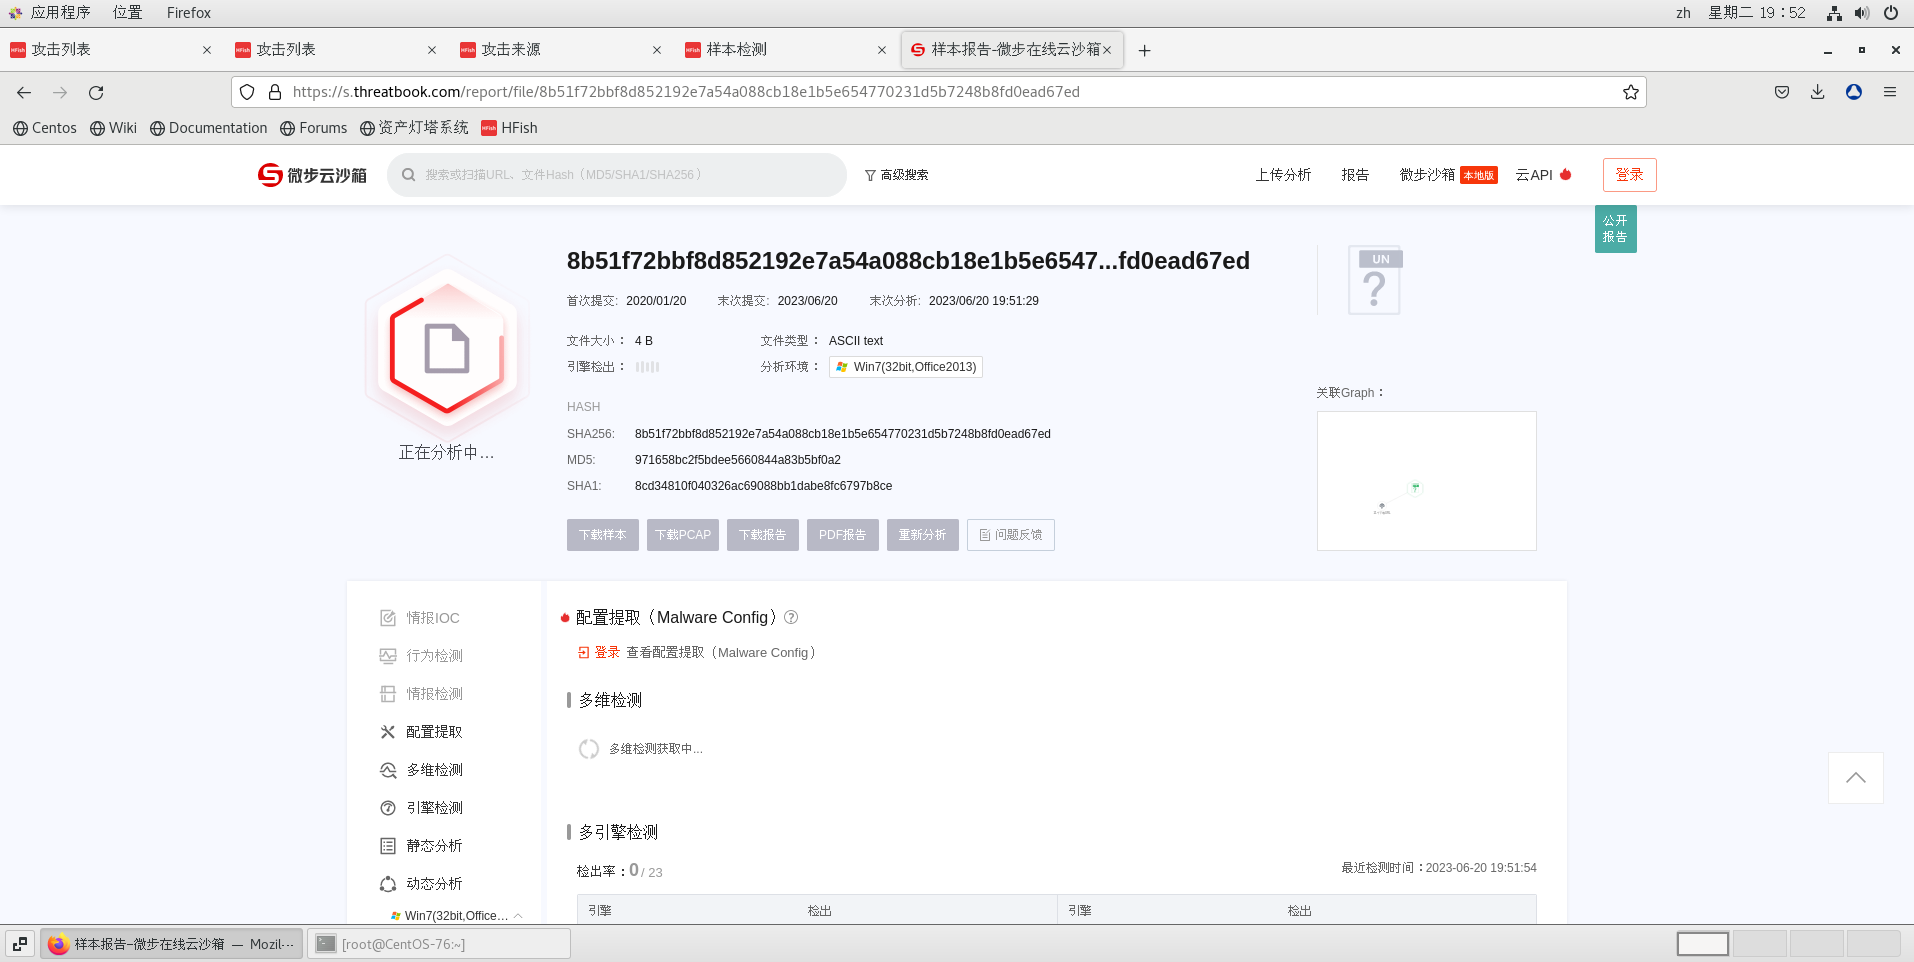 应用程序 位置 Firefox zh 星期二 19：52
攻击列表 攻击列表 攻击来源 样本检测 样本报告-微步在线云沙箱
https://s.threatbook.com/report/file/8b51f72bbf8d852192e7a54a088cb18e1b5e654770231d5b7248b8fd0ead67ed
Centos Wiki Documentation Forums 资产灯塔系统 HFish
微步云沙箱 搜索或扫描URL、文件Hash（MD5/SHA1/SHA256） 高级搜索 上传分析 报告 微步沙箱 本地版 云API 登录
公开
报告
8b51f72bbf8d852192e7a54a088cb18e1b5e6547...fd0ead67ed
UN
首次提交: 2020/01/20 末次提交: 2023/06/20 末次分析: 2023/06/20 19:51:29
文件大小： 4 B 文件类型： ASCII text
引擎检出： 分析环境： Win7(32bit,Office2013)
关联Graph：
HASH
SHA256: 8b51f72bbf8d852192e7a54a088cb18e1b5e654770231d5b7248b8fd0ead67ed
正在分析中...
MD5: 971658bc2f5bdee5660844a83b5bf0a2
SHA1: 8cd34810f040326ac69088bb1dabe8fc6797b8ce
下载样本 下载PCAP 下载报告 PDF报告 重新分析 问题反馈
情报IOC
行为检测
情报检测
配置提取
多维检测
引擎检测
静态分析
动态分析
Win7(32bit,Office...
配置提取（Malware Config）
登录 查看配置提取（Malware Config）
多维检测
多维检测获取中...
多引擎检测
检出率：0 / 23 最近检测时间：2023-06-20 19:51:54
引擎 检出 引擎 检出
样本报告-微步在线云沙箱 — Mozil··· [root@CentOS-76:~]